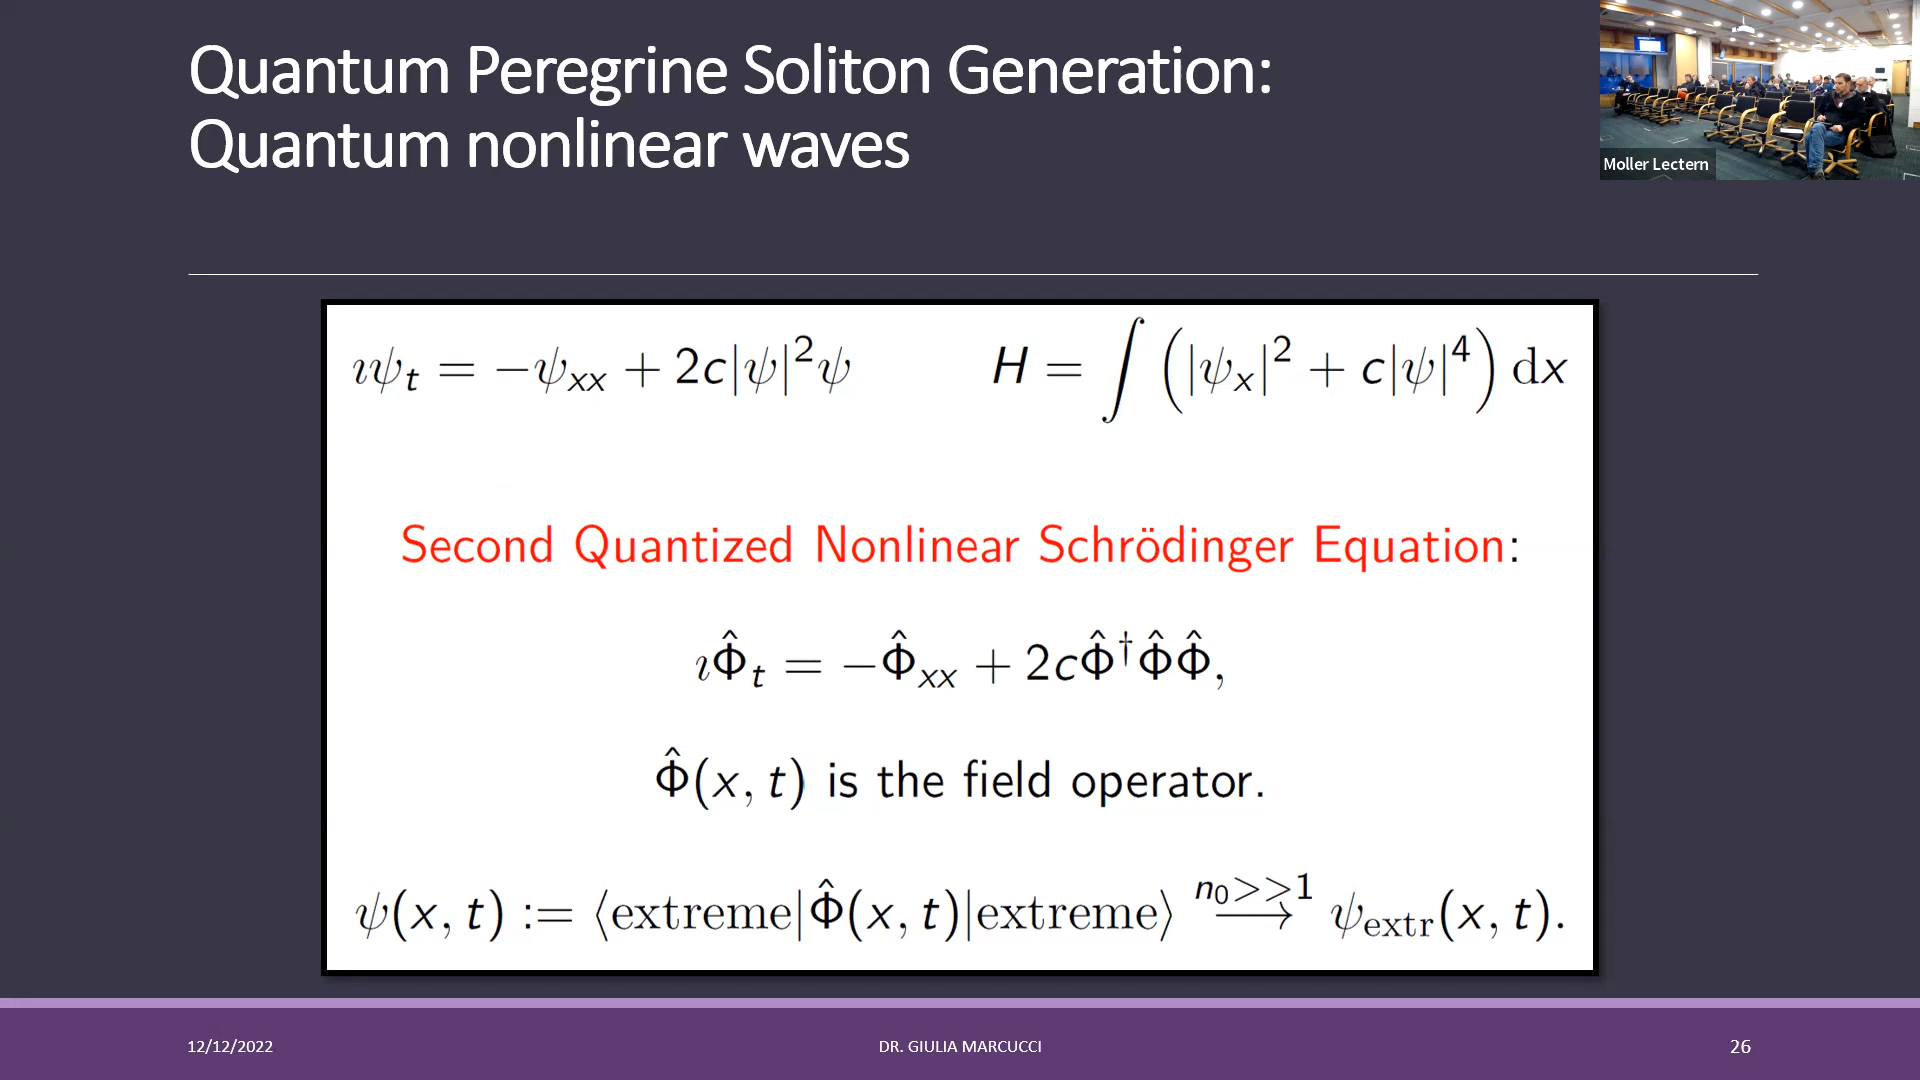 Quantum Peregrine Soliton Generation:
Quantum nonlinear waves
Moller Lectern
ıψ_t = −ψ_xx + 2c|ψ|²ψ    H = ∫ (|ψ_x|² + c|ψ|⁴) dx
Second Quantized Nonlinear Schrödinger Equation:
ıΦ̂_t = −Φ̂_xx + 2cΦ̂†Φ̂Φ̂,
Φ̂(x, t) is the field operator.
ψ(x, t) := ⟨extreme|Φ̂(x, t)|extreme⟩ n₀>>1 ⟶ ψ_extr(x, t).
12/12/2022
DR. GIULIA MARCUCCI
26